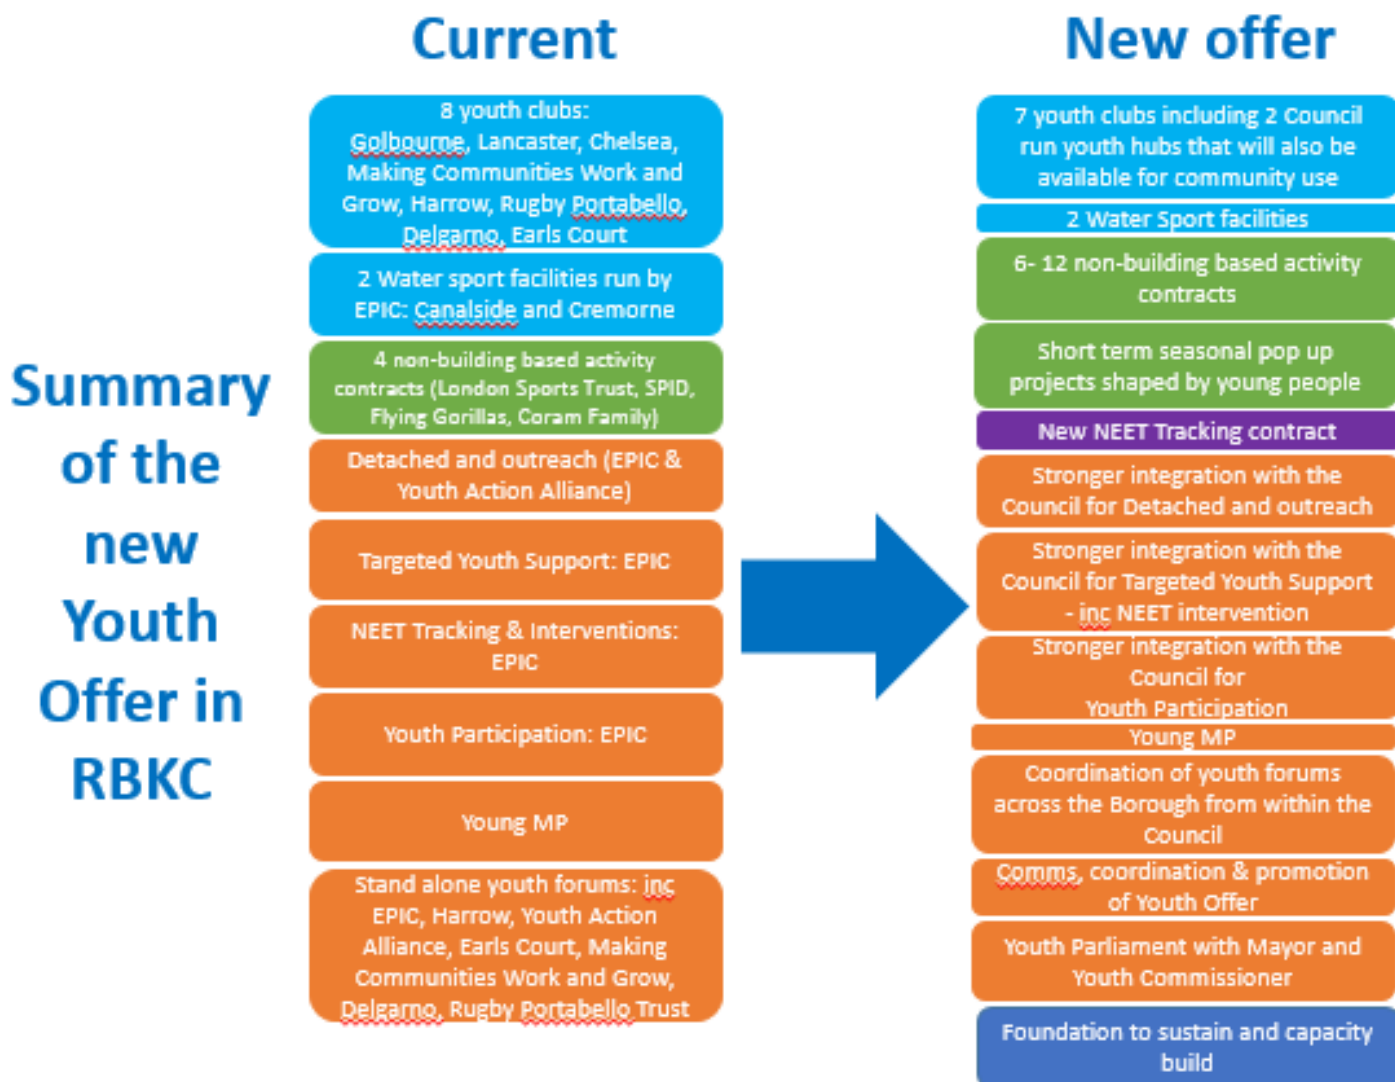 Summary
of the
new
Youth
Offer in
RBKC
Current
8 youth clubs:
Golbourne, Lancaster, Chelsea,
Making Communities Work and
Grow, Harrow, Rugby Portabello,
Delgarno, Earls Court
2 Water sport facilities run by
EPIC: Canalside and Cremorne
4 non-building based activity
contracts (London Sports Trust, SPID,
Flying Gorillas, Coram Family)
Detached and outreach (EPIC &
Youth Action Alliance)
Targeted Youth Support: EPIC
NEET Tracking & Interventions:
EPIC
Youth Participation: EPIC
Young MP
Stand alone youth forums: inc
EPIC, Harrow, Youth Action
Alliance, Earls Court, Making
Communities Work and Grow,
Delgarno, Rugby Portabello Trust
New offer
7 youth clubs including 2 Council
run youth hubs that will also be
available for community use
2 Water Sport facilities
6- 12 non-building based activity
contracts
Short term seasonal pop up
projects shaped by young people
New NEET Tracking contract
Stronger integration with the
Council for Detached and outreach
Stronger integration with the
Council for Targeted Youth Support
- inc NEET intervention
Stronger integration with the
Council for
Youth Participation
Young MP
Coordination of youth forums
across the Borough from within the
Council
Comms, coordination & promotion
of Youth Offer
Youth Parliament with Mayor and
Youth Commissioner
Foundation to sustain and capacity
build